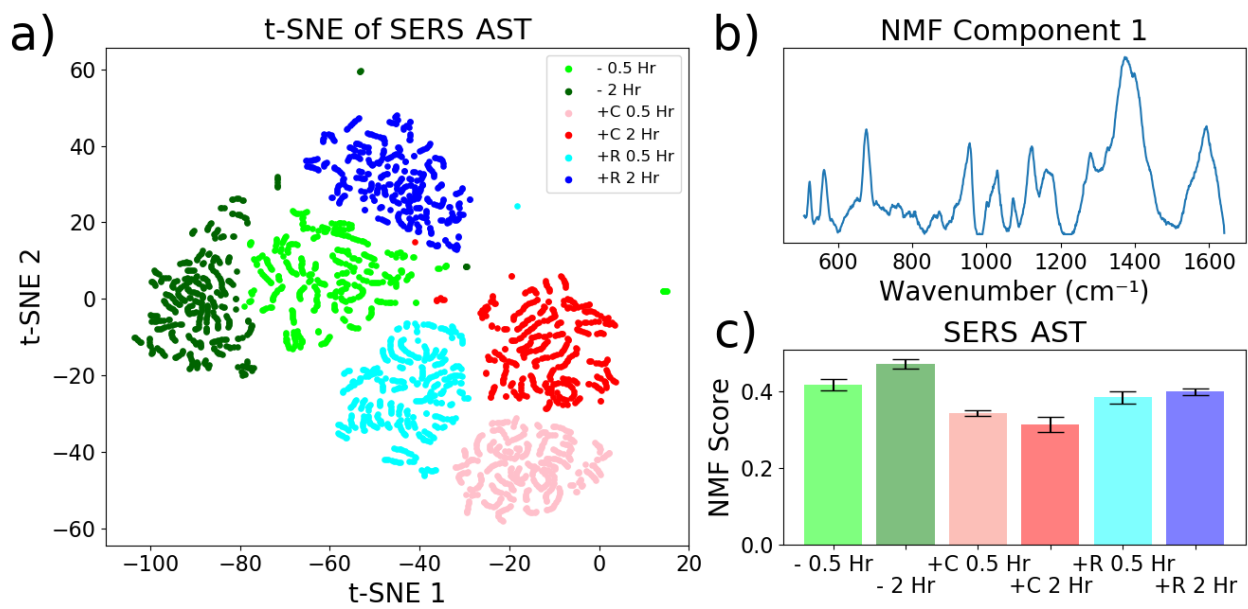 a)
t-SNE of SERS AST
t-SNE 2
60
40
20
0
−20
−40
−60
- 0.5 Hr
- 2 Hr
+C 0.5 Hr
+C 2 Hr
+R 0.5 Hr
+R 2 Hr
−100 −80 −60 −40 −20 0 20
t-SNE 1
b)
NMF Component 1
600 800 1000 1200 1400 1600
Wavenumber (cm⁻¹)
c)
SERS AST
NMF Score
0.4
0.2
0.0
- 0.5 Hr +C 0.5 Hr +R 0.5 Hr
- 2 Hr +C 2 Hr +R 2 Hr